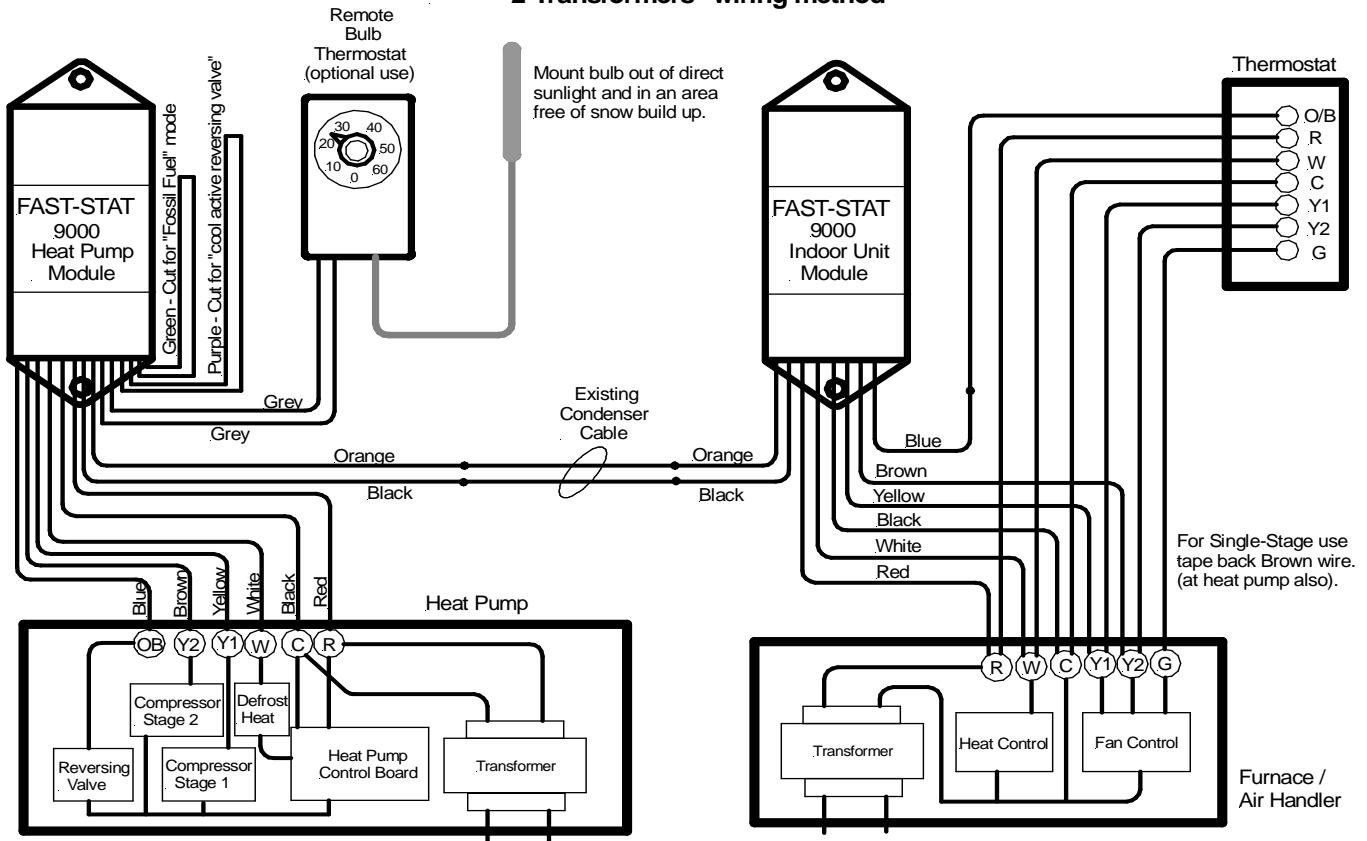 2 Transformers" wiring method
Remote
Bulb
Thermostat
(optional use)
30
40
20
50
10
60
0
Mount bulb out of direct
sunlight and in an area
free of snow build up.
FAST-STAT
9000
Heat Pump
Module
Green - Cut for "Fossil Fuel" mode
Purple - Cut for "cool active reversing valve"
FAST-STAT
9000
Indoor Unit
Module
Thermostat
O/B
R
W
C
Y1
Y2
G
Grey
Grey
Orange
Black
Existing
Condenser
Cable
Orange
Black
Blue
Brown
Yellow
Black
White
Red
For Single-Stage use
tape back Brown wire.
(at heat pump also).
Blue
Brown
Yellow
White
Black
Red
Heat Pump
OB
Y2
Y1
W
C
R
Compressor
Stage 2
Defrost
Heat
Reversing
Valve
Compressor
Stage 1
Heat Pump
Control Board
Transformer
R
W
C
Y1
Y2
G
Transformer
Heat Control
Fan Control
Furnace /
Air Handler